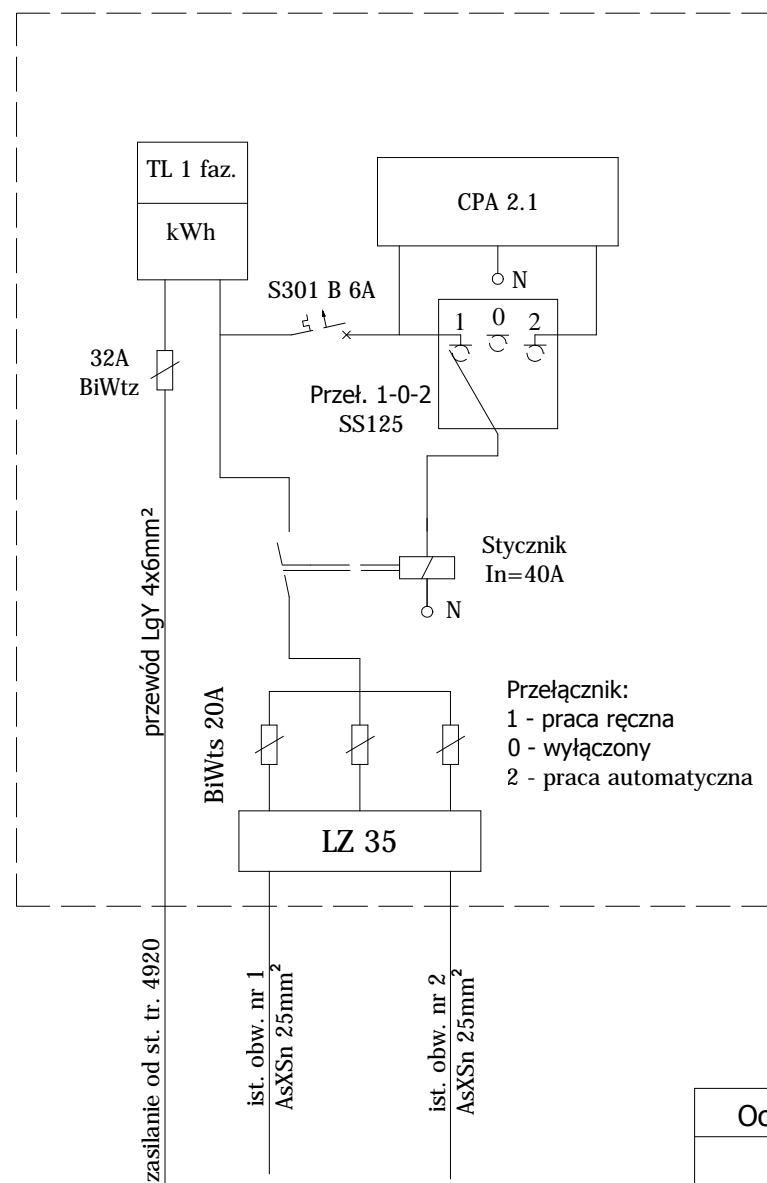 TL 1 faz.
kWh
CPA 2.1
N
S301 B 6A
1 0 2
32A
BiWtz
Przeł. 1-0-2
SS125
przewód LgY 4x6mm²
Stycznik
In=40A
N
BiWts 20A
Przełącznik:
1 - praca ręczna
0 - wyłączony
2 - praca automatyczna
LZ 35
zasilanie od st. tr. 4920
ist. obw. nr 1
AsXSn 25mm²
ist. obw. nr 2
AsXSn 25mm²